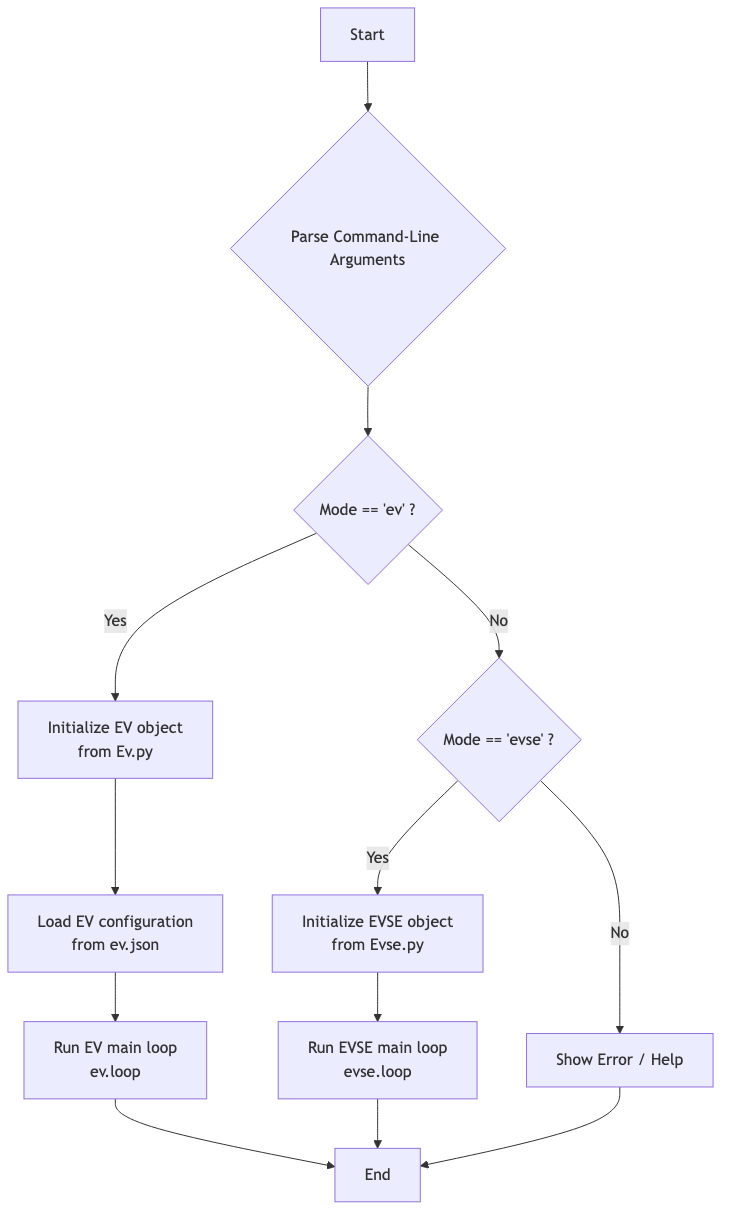 Start
Parse Command-Line
Arguments
Mode == 'ev' ?
Yes
No
Initialize EV object
from Ev.py
Mode == 'evse' ?
Yes
No
Load EV configuration
from ev.json
Initialize EVSE object
from Evse.py
Run EV main loop
ev.loop
Run EVSE main loop
evse.loop
Show Error / Help
End